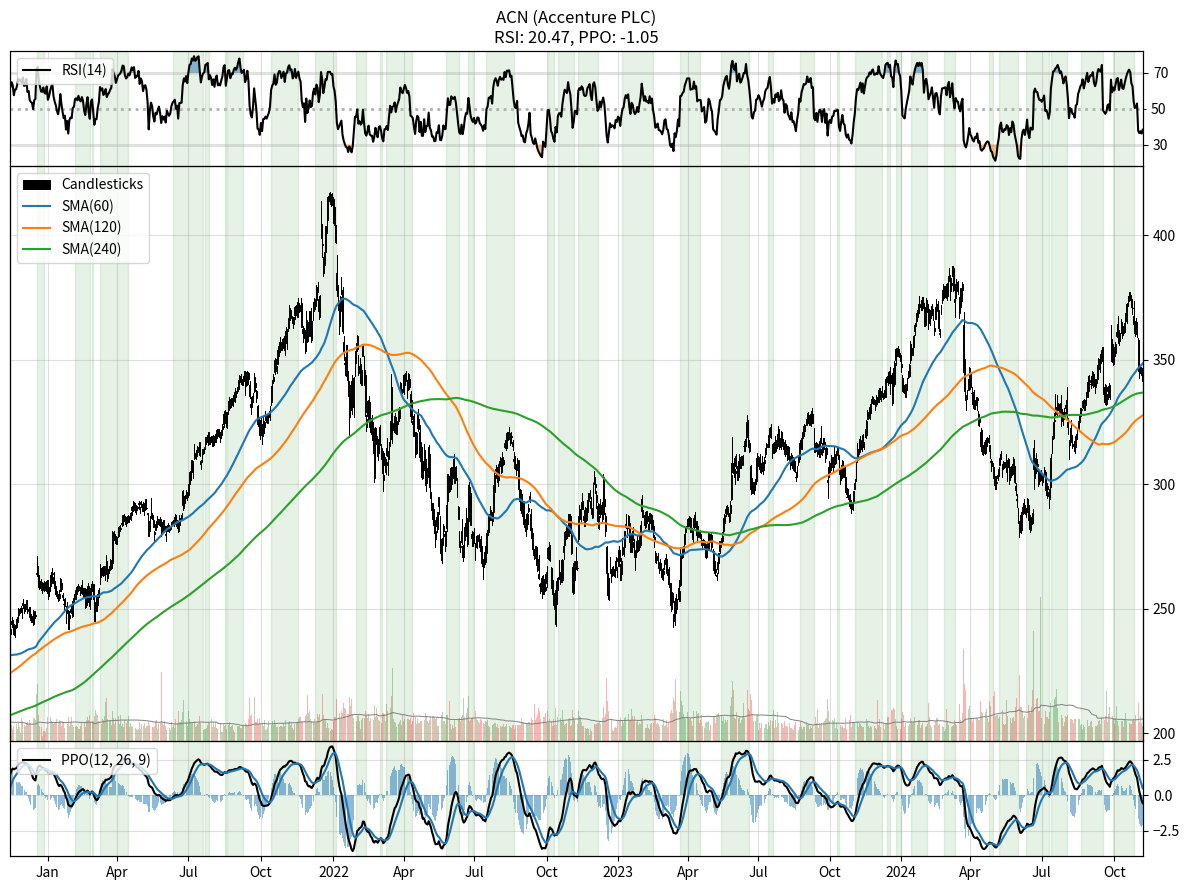 ACN (Accenture PLC)
RSI: 20.47, PPO: -1.05
RSI(14)
70
50
30
Candlesticks
SMA(60)
SMA(120)
SMA(240)
400
350
300
250
200
PPO(12, 26, 9)
2.5
0.0
−2.5
Jan Apr Jul Oct 2022 Apr Jul Oct 2023 Apr Jul Oct 2024 Apr Jul Oct